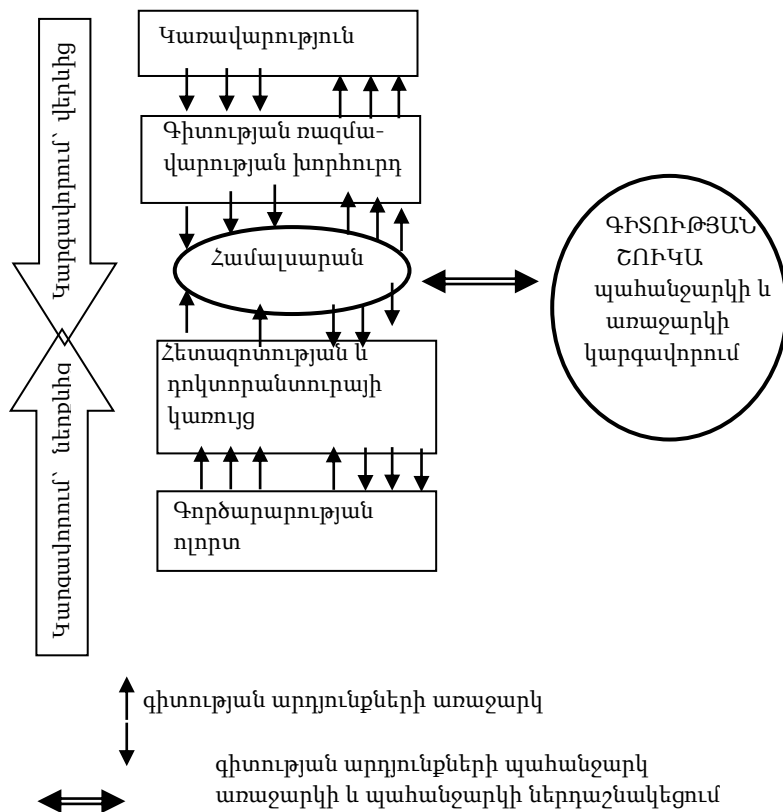 Կառավարություն
Կարգավորում՝ վերևից
Գիտության ռազմա-
վարության խորհուրդ
Համալսարան
ԳԻՏՈՒԹՅԱՆ
ՇՈՒԿԱ
պահանջարկի և
առաջարկի
կարգավորում
Հետազոտության և
դոկտորանտուրայի
կառույց
Կարգավորում՝ ներքևից
Գործարարության
ոլորտ
գիտության արդյունքների առաջարկ
գիտության արդյունքների պահանջարկ
առաջարկի և պահանջարկի ներդաշնակեցում